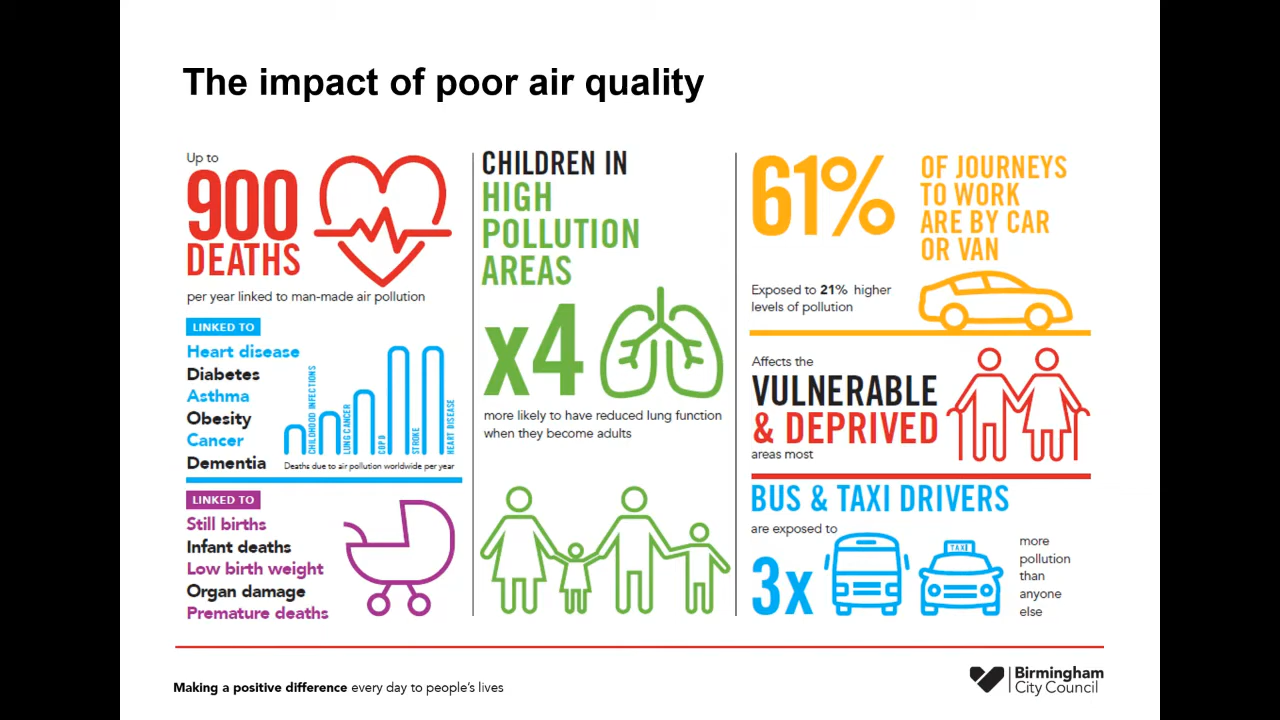 The impact of poor air quality
Up to
900
DEATHS
per year linked to man-made air pollution
LINKED TO
Heart disease
Diabetes
Asthma
Obesity
Cancer
Dementia
CHILDHOOD INFECTIONS
LUNG CANCER
COPD
STROKE
HEART DISEASE
Deaths due to air pollution worldwide per year
LINKED TO
Still births
Infant deaths
Low birth weight
Organ damage
Premature deaths
CHILDREN IN
HIGH
POLLUTION
AREAS
x4
more likely to have reduced lung function
when they become adults
61%
OF JOURNEYS
TO WORK
ARE BY CAR
OR VAN
Exposed to 21% higher
levels of pollution
Affects the
VULNERABLE
& DEPRIVED
areas most
BUS & TAXI DRIVERS
are exposed to
3x
TAXI
more
pollution
than
anyone
else
Making a positive difference every day to people's lives
Birmingham
City Council